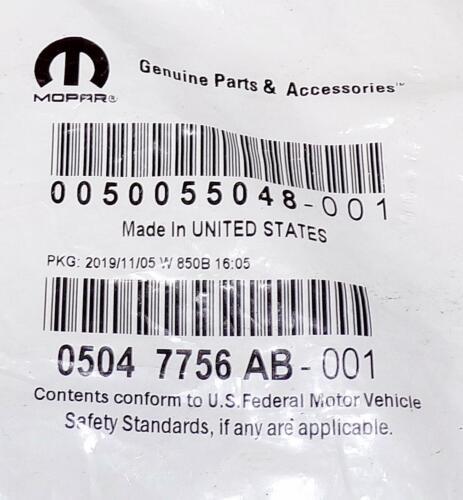 MOPAR®
Genuine Parts & Accessories™
0050055048-001
Made In UNITED STATES
PKG: 2019/11/05 W 850B 16:05
0504 7756 AB-001
Contents conform to U.S. Federal Motor Vehicle
Safety Standards, if any are applicable.